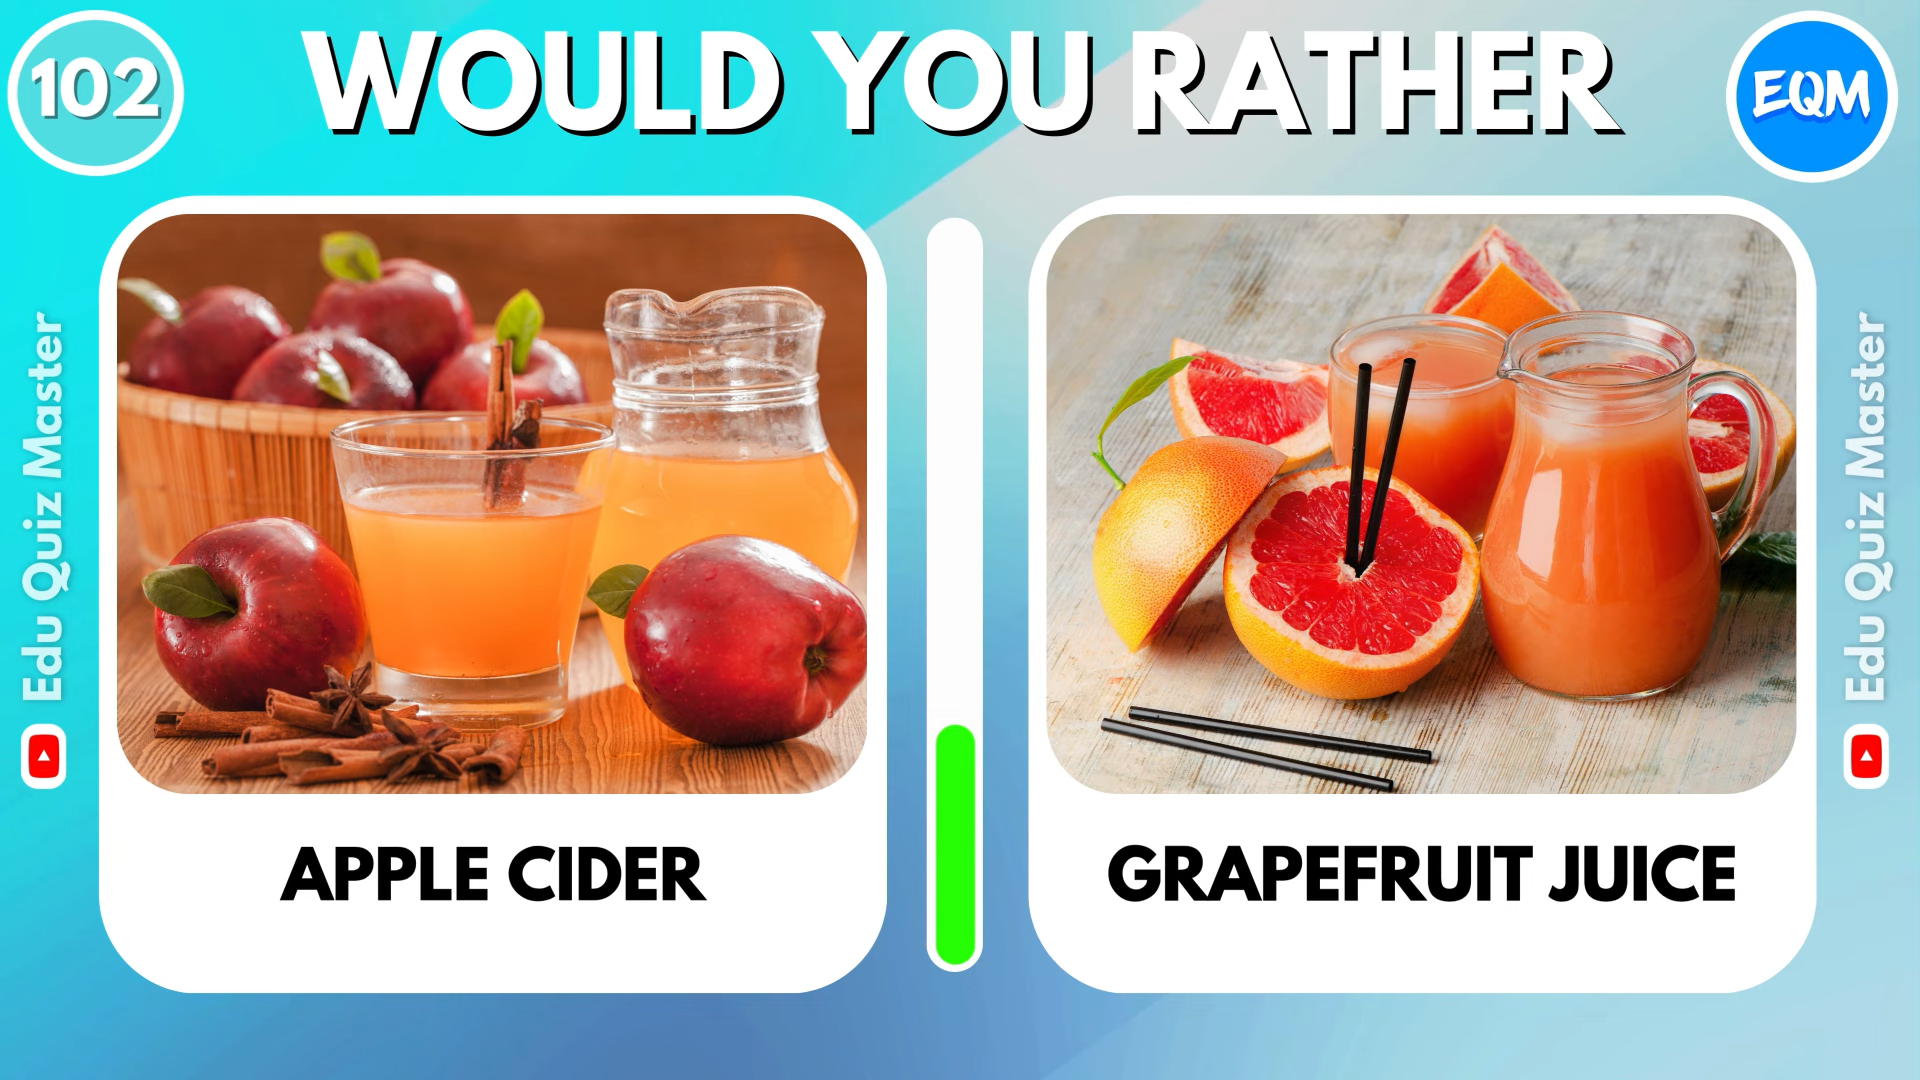 102
WOULD YOU RATHER
EQM
Edu Quiz Master
Edu Quiz Master
APPLE CIDER
GRAPEFRUIT JUICE